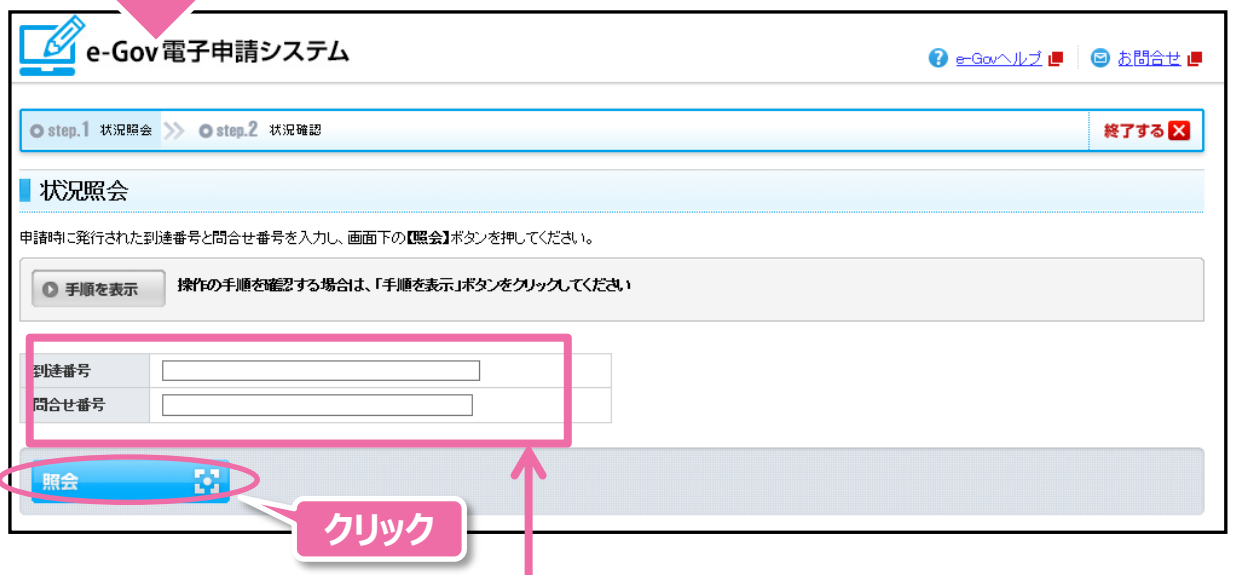 e-Gov電子申請システム
e-Govヘルプ
お問合せ
step.1 状況照会
step.2 状況確認
終了する
状況照会
申請時に発行された到達番号と問合せ番号を入力し、画面下の【照会】ボタンを押してください。
手順を表示
操作の手順を確認する場合は、「手順を表示」ボタンをクリックしてください
到達番号
問合せ番号
照会
クリック